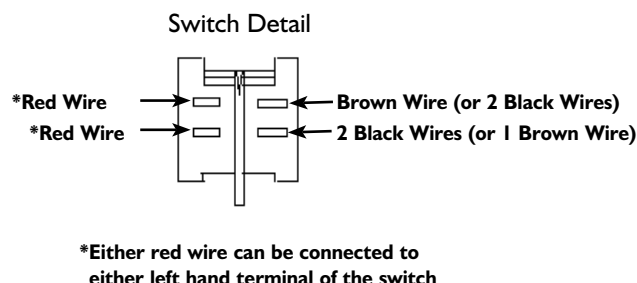 Switch Detail
*Red Wire
Brown Wire (or 2 Black Wires)
*Red Wire
2 Black Wires (or 1 Brown Wire)
*Either red wire can be connected to
either left hand terminal of the switch